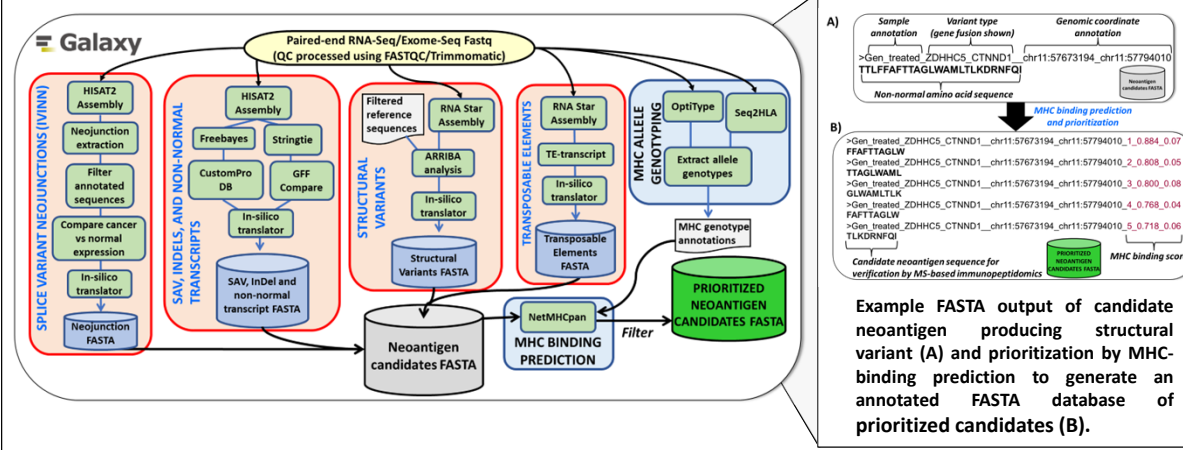 Galaxy
Paired-end RNA-Seq/Exome-Seq Fastq
(QC processed using FASTQC/Trimmomatic)
SPLICE VARIANT NEOJUNCTIONS (IVINN)
HISAT2
Assembly
Neojunction
extraction
Filter
annotated
sequences
Compare cancer
vs normal
expression
In-silico
translator
Neojunction
FASTA
SAV, INDELS, AND NON-NORMAL
TRANSCRIPTS
HISAT2
Assembly
Freebayes
Stringtie
CustomPro
DB
GFF
Compare
In-silico
translator
SAV, InDel and
non-normal
transcript FASTA
STRUCTURAL
VARIANTS
Filtered
reference
sequences
RNA Star
Assembly
ARRIBA
analysis
In-silico
translator
Structural
Variants FASTA
TRANSPOSABLE ELEMENTS
RNA Star
Assembly
TE-transcript
In-silico
translator
Transposable
Elements
FASTA
MHC ALLELE
GENOTYPING
OptiType
Seq2HLA
Extract allele
genotypes
MHC genotype
annotations
Neoantigen
candidates FASTA
NetMHCpan
MHC BINDING
PREDICTION
Filter
PRIORITIZED
NEOANTIGEN
CANDIDATES FASTA
A)
Sample
annotation
Variant type
(gene fusion shown)
Genomic coordinate
annotation
>Gen_treated_ZDHHC5_CTNND1__chr11:57673194_chr11:57794010
TTLFFAFTTAGLWAMLTLKDRNFQI
Non-normal amino acid sequence
Neoantigen
candidates FASTA
MHC binding prediction
and prioritization
B)
>Gen_treated_ZDHHC5_CTNND1__chr11:57673194_chr11:57794010_1_0.884_0.07
FFAFTTAGLW
>Gen_treated_ZDHHC5_CTNND1__chr11:57673194_chr11:57794010_2_0.808_0.05
TTAGLWAML
>Gen_treated_ZDHHC5_CTNND1__chr11:57673194_chr11:57794010_3_0.800_0.08
GLWAMLTLK
>Gen_treated_ZDHHC5_CTNND1__chr11:57673194_chr11:57794010_4_0.768_0.04
FAFTTAGLW
>Gen_treated_ZDHHC5_CTNND1__chr11:57673194_chr11:57794010_5_0.718_0.06
TLKDRNFQI
Candidate neoantigen sequence for
verification by MS-based immunopeptidomics
PRIORITIZED
NEOANTIGEN
CANDIDATES FASTA
MHC binding score
Example FASTA output of candidate
neoantigen producing structural
variant (A) and prioritization by MHC-
binding prediction to generate an
annotated FASTA database of
prioritized candidates (B).